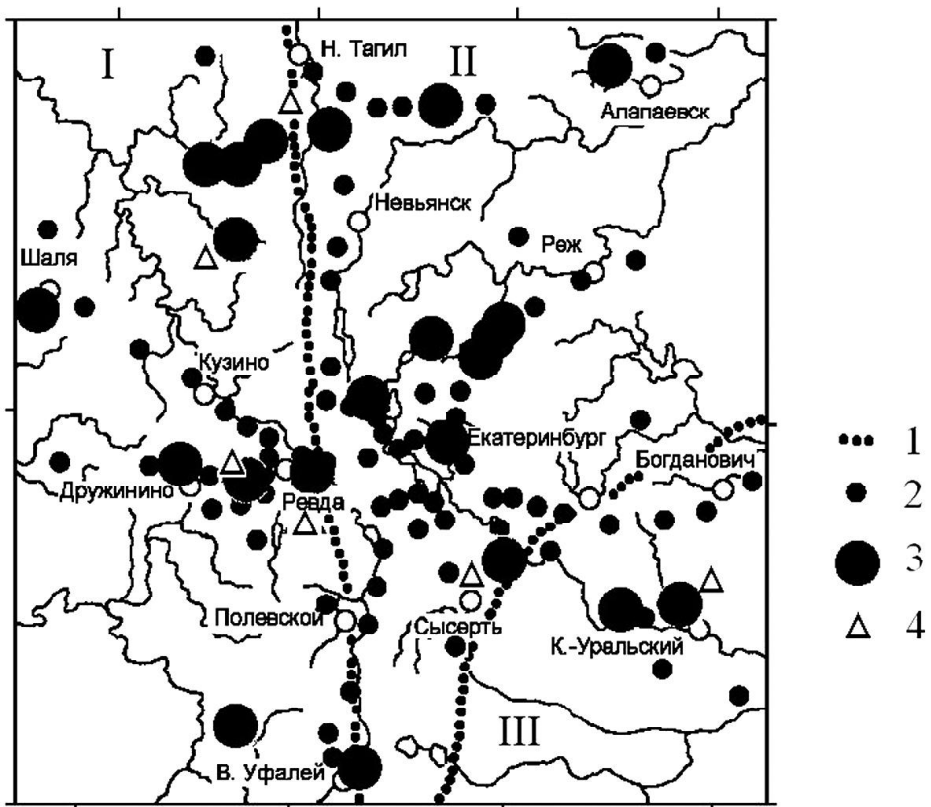 I
Н. Тагил
II
Алапаевск
Невьянск
Реж
Шаля
Кузино
Екатеринбург
Богданович
Дружинино
Ревда
Полевской
Сысерть
К.-Уральский
III
В. Уфалей
1
2
3
4